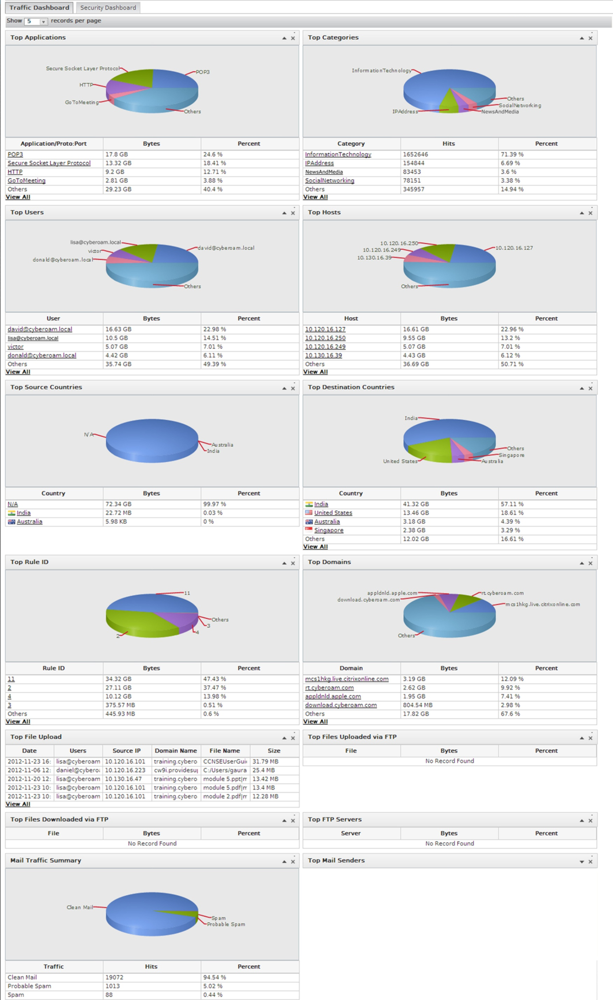 Traffic Dashboard Security Dashboard
Show 5 records per page
Top Applications
Secure Socket Layer Protocol
POP3
HTTP
GoToMeeting
Others
Application/Proto:Port Bytes Percent
POP3 17.8 GB 24.6 %
Secure Socket Layer Protocol 13.32 GB 18.41 %
HTTP 9.2 GB 12.71 %
GoToMeeting 2.81 GB 3.88 %
Others 29.23 GB 40.4 %
View All
Top Categories
InformationTechnology
Others
SocialNetworking
IPAddress
NewsAndMedia
Category Hits Percent
InformationTechnology 1652646 71.39 %
IPAddress 154844 6.69 %
NewsAndMedia 83453 3.6 %
SocialNetworking 78151 3.38 %
Others 345957 14.94 %
View All
Top Users
lisa@cyberoam.local
david@cyberoam.local
victor
donald@cyberoam.local
Others
User Bytes Percent
david@cyberoam.local 16.63 GB 22.98 %
lisa@cyberoam.local 10.5 GB 14.51 %
victor 5.07 GB 7.01 %
donald@cyberoam.local 4.42 GB 6.11 %
Others 35.74 GB 49.39 %
View All
Top Hosts
10.120.16.250
10.120.16.127
10.120.16.249
10.130.16.39
Others
Host Bytes Percent
10.120.16.127 16.61 GB 22.96 %
10.120.16.250 9.55 GB 13.2 %
10.120.16.249 5.07 GB 7.01 %
10.130.16.39 4.43 GB 6.12 %
Others 36.69 GB 50.71 %
View All
Top Source Countries
N/A
Australia
India
Country Bytes Percent
N/A 72.34 GB 99.97 %
India 22.72 MB 0.03 %
Australia 5.98 KB 0 %
Top Destination Countries
India
Others
Singapore
United States
Australia
Country Bytes Percent
India 41.32 GB 57.11 %
United States 13.46 GB 18.61 %
Australia 3.18 GB 4.39 %
Singapore 2.38 GB 3.29 %
Others 12.02 GB 16.61 %
View All
Top Rule ID
11
Others
3
4
2
Rule ID Bytes Percent
11 34.32 GB 47.43 %
2 27.11 GB 37.47 %
4 10.12 GB 13.98 %
3 375.57 MB 0.51 %
Others 445.93 MB 0.6 %
View All
Top Domains
appldnld.apple.com
rt.cyberoam.com
download.cyberoam.com
mcs1hkg.live.citrixonline.com
Others
Domain Bytes Percent
mcs1hkg.live.citrixonline.com 3.19 GB 12.09 %
rt.cyberoam.com 2.62 GB 9.92 %
appldnld.apple.com 1.95 GB 7.41 %
download.cyberoam.com 804.54 MB 2.98 %
Others 17.82 GB 67.6 %
View All
Top File Upload
Date Users Source IP Domain Name File Name Size
2012-11-23 16: lisa@cyberoam 10.120.16.101 training.cybero CCNSEUserGui 31.79 MB
2012-11-06 12: daniel@cybero 10.120.16.223 cw9i.providesu C:/Users/gaura 25.4 MB
2012-11-20 12: lisa@cyberoam 10.130.16.47 training.cybero module 5.ppt| 13.42 MB
2012-11-23 10: lisa@cyberoam 10.120.16.101 training.cybero module 5.pdf| 13.4 MB
2012-11-23 10: lisa@cyberoam 10.120.16.101 training.cybero module 2.pdf| 12.28 MB
View All
Top Files Uploaded via FTP
File Bytes Percent
No Record Found
Top Files Downloaded via FTP
File Bytes Percent
No Record Found
Top FTP Servers
Server Bytes Percent
No Record Found
Mail Traffic Summary
Clean Mail
Spam
Probable Spam
Traffic Hits Percent
Clean Mail 19072 94.54 %
Probable Spam 1013 5.02 %
Spam 88 0.44 %
Top Mail Senders